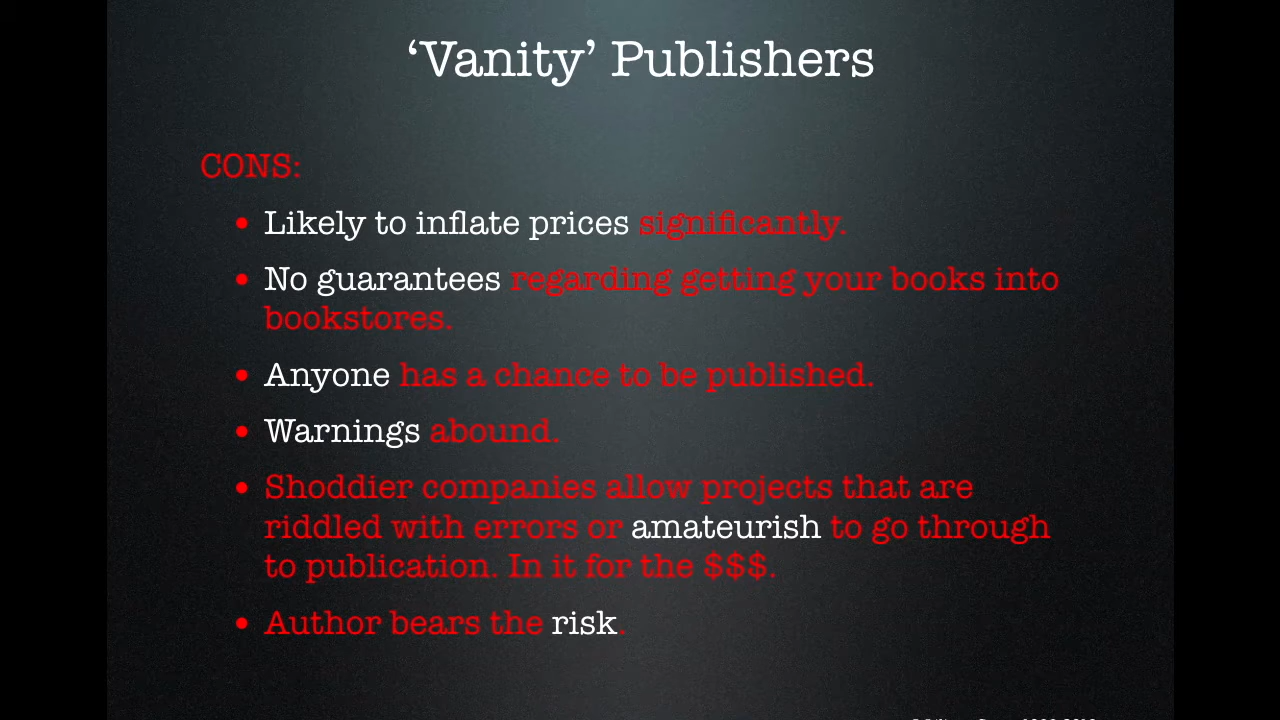 ‘Vanity’ Publishers
CONS:
• Likely to inflate prices significantly.
• No guarantees regarding getting your books into
bookstores.
• Anyone has a chance to be published.
• Warnings abound.
• Shoddier companies allow projects that are
riddled with errors or amateurish to go through
to publication. In it for the $$$.
• Author bears the risk.